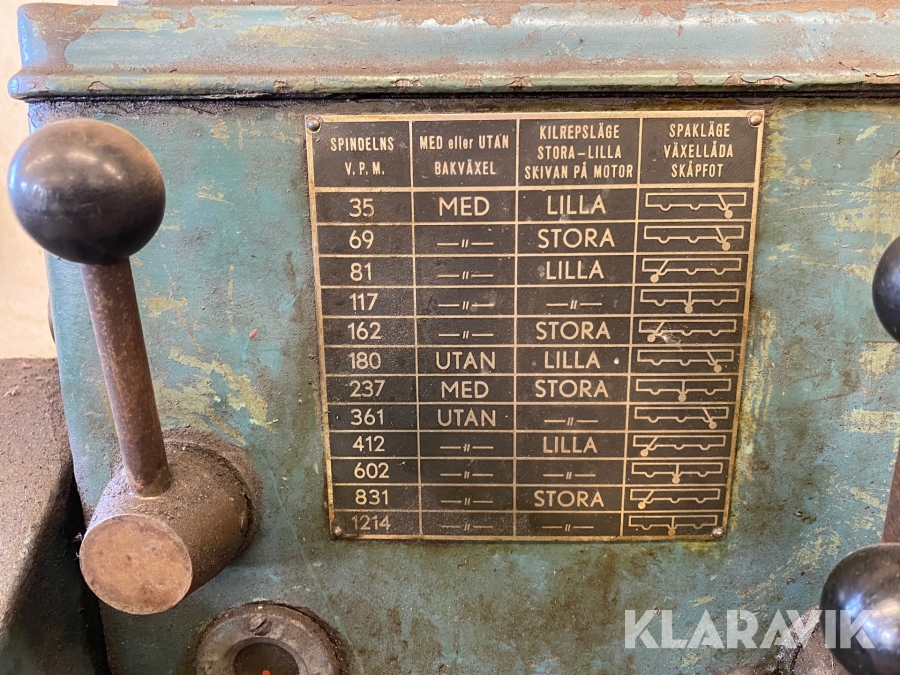 SPINDELNS V.P.M. MED eller UTAN BAKVÄXEL KILREPSLÄGE STORA-LILLA SKIVAN PÅ MOTOR SPAKLÄGE VÄXELLÅDA SKÅPFOT
35 MED LILLA
69 —〃— STORA
81 —〃— LILLA
117 —〃— —〃—
162 —〃— STORA
180 UTAN LILLA
237 MED STORA
361 UTAN —〃—
412 —〃— LILLA
602 —〃— —〃—
831 —〃— STORA
1214 —〃— —〃—
KLARAVIK